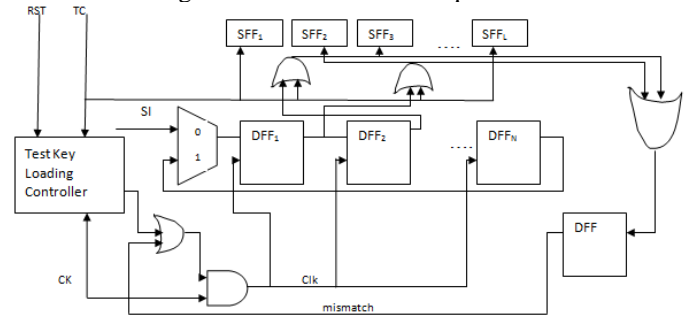 RST TC
SFF1 SFF2 SFF3 .... SFFL
SI
0
1
DFF1 DFF2 .... DFFN
Test Key
Loading
Controller
DFF
CK
Clk
mismatch